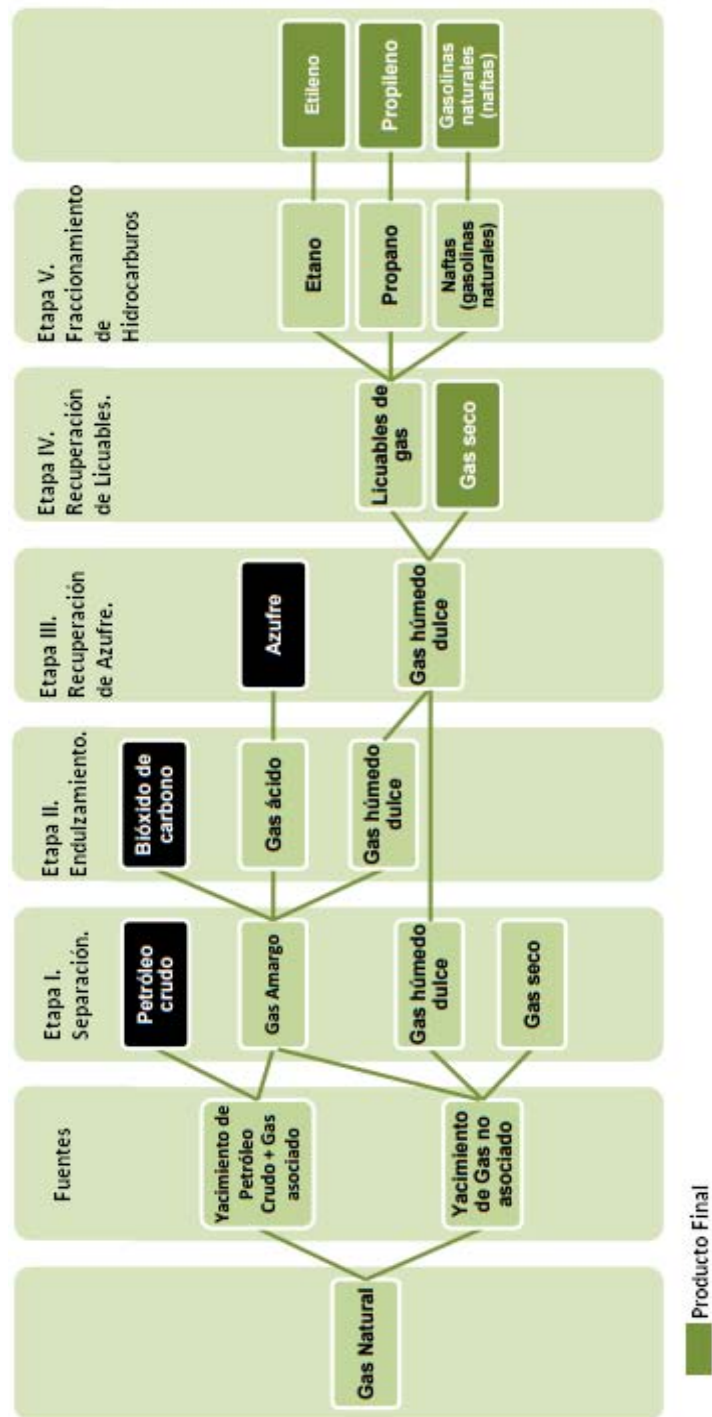 Gas Natural
Fuentes
Yacimiento de
Petróleo
Crudo + Gas
asociado
Yacimiento
de Gas no
asociado
Etapa I.
Separación.
Petróleo
crudo
Gas Amargo
Gas húmedo
dulce
Gas seco
Etapa II.
Endulzamiento.
Bióxido de
carbono
Gas ácido
Gas húmedo
dulce
Etapa III.
Recuperación
de Azufre.
Azufre
Gas húmedo
dulce
Etapa IV.
Recuperación
de Licuables.
Licuables de
gas
Gas seco
Etapa V.
Fraccionamiento
de
Hidrocarburos
Etano
Propano
Naftas
(gasolinas
naturales)
Etileno
Propileno
Gasolinas
naturales
(naftas)
Producto Final